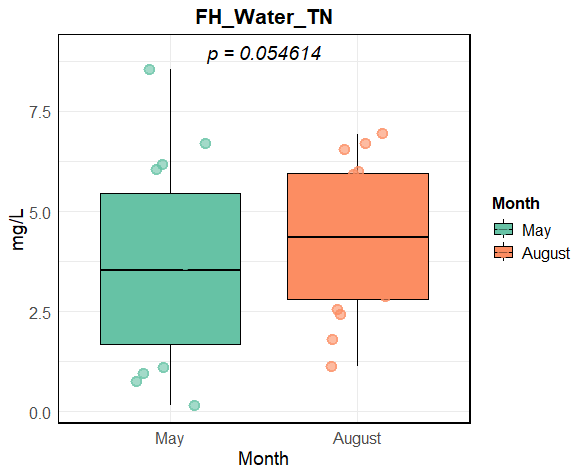 FH_Water_TN
p = 0.054614
7.5
5.0
2.5
0.0
mg/L
May
August
Month
Month
May
August